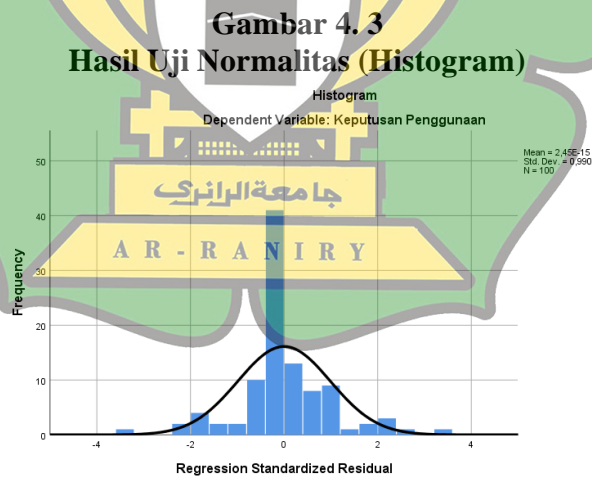 Gambar 4. 3
Hasil Uji Normalitas (Histogram)
Histogram
Dependent Variable: Keputusan Penggunaan
Mean = 2,45E-15
Std. Dev. = 0,990
N = 100
50
40
30
20
10
0
Frequency
جامعة الرانري
AR-RANIRY
-4
-2
0
2
4
Regression Standardized Residual